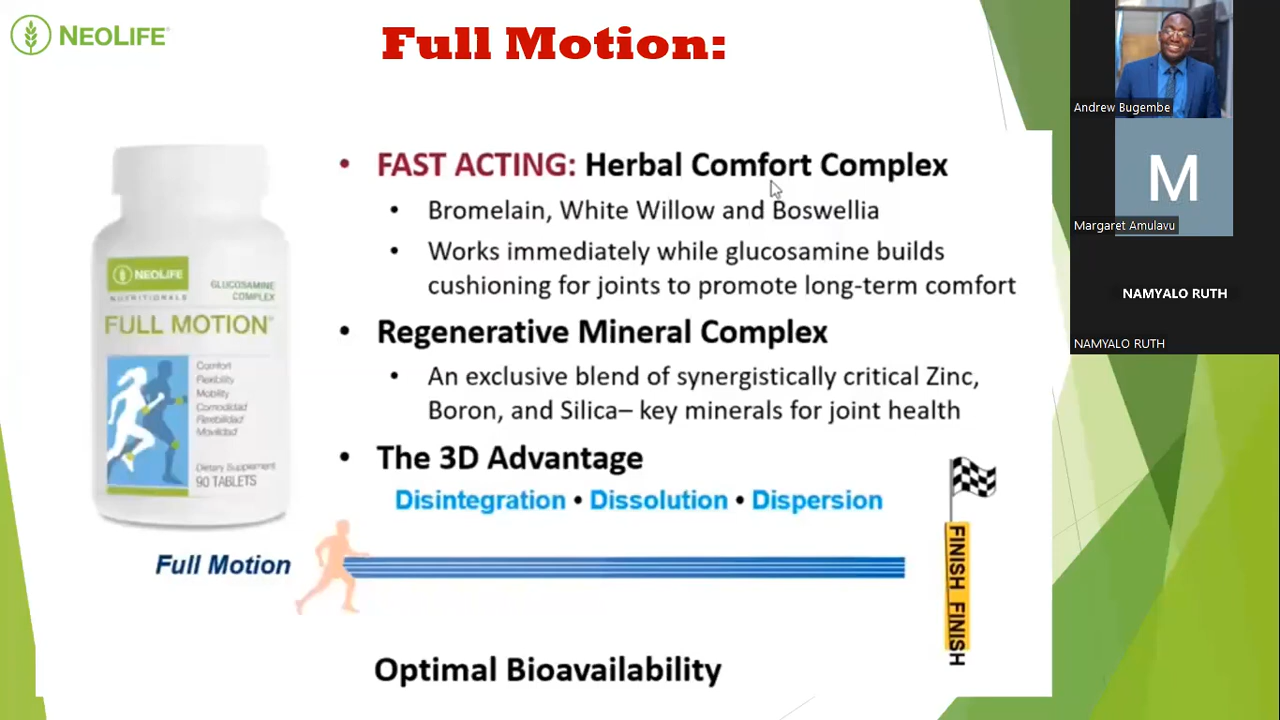 NEOLIFE
Full Motion:
FAST ACTING: Herbal Comfort Complex
Bromelain, White Willow and Boswellia
Works immediately while glucosamine builds
cushioning for joints to promote long-term comfort
Regenerative Mineral Complex
An exclusive blend of synergistically critical Zinc,
Boron, and Silica– key minerals for joint health
The 3D Advantage
Disintegration • Dissolution • Dispersion
Full Motion
FINISH FINISH
Optimal Bioavailability
NEOLIFE
NUTRITIONALS
GLUCOSAMINE
COMPLEX
FULL MOTION
Comfort
Flexibility
Mobility
Comodidad
Flexibilidad
Movilidad
Dietary Supplement
90 TABLETS
Andrew Bugembe
M
Margaret Amulavu
NAMYALO RUTH
NAMYALO RUTH